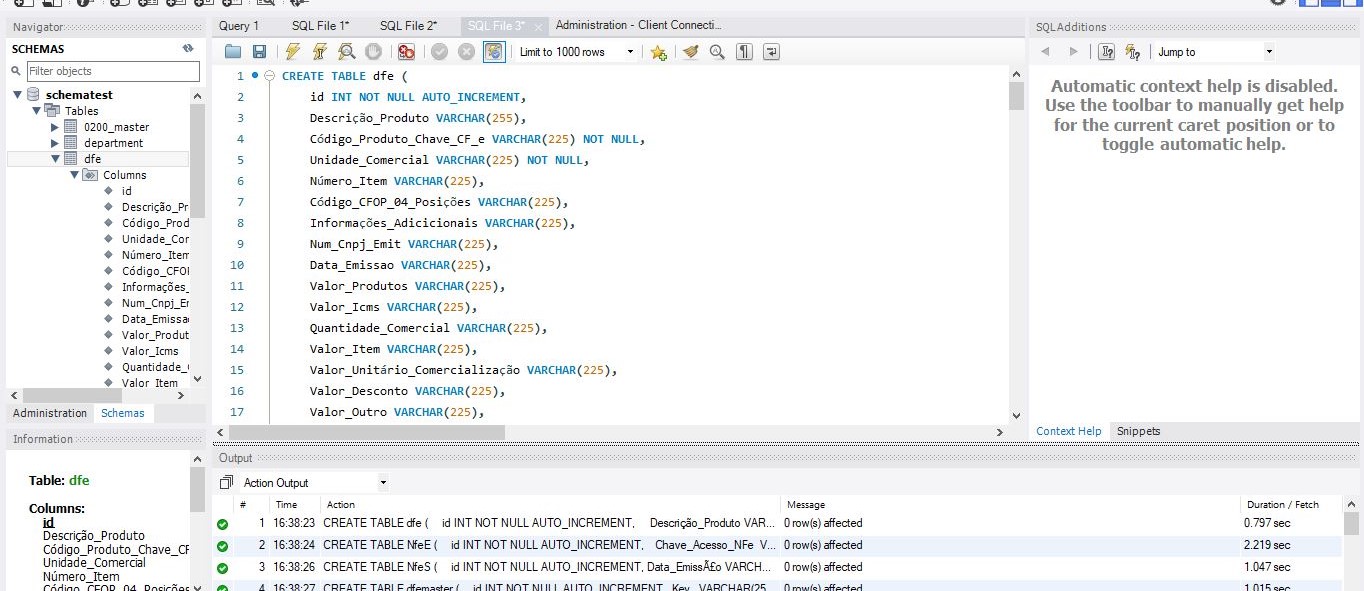 Query 1
SQL File 1*
SQL File 2*
SQL File 3*
Administration - Client Connecti...
Navigator
SCHEMAS
Filter objects
schematest
Tables
0200_master
department
dfe
Columns
id
Descrição_Pr
Código_Prod
Unidade_Cor
Número_Item
Código_CFOI
Informações_
Num_Cnpj_Er
Data_Emissa
Valor_Produt
Valor_Icms
Quantidade_
Valor_Item
Administration
Schemas
Information
Table: dfe
Columns:
id
Descrição_Produto
Código_Produto_Chave_CF
Unidade_Comercial
Número_Item
Código_CFOP_04_Posições
Limit to 1000 rows
1 CREATE TABLE dfe (
2 id INT NOT NULL AUTO_INCREMENT,
3 Descrição_Produto VARCHAR(255),
4 Código_Produto_Chave_CF_e VARCHAR(225) NOT NULL,
5 Unidade_Comercial VARCHAR(225) NOT NULL,
6 Número_Item VARCHAR(225),
7 Código_CFOP_04_Posições VARCHAR(225),
8 Informações_Adicicionais VARCHAR(225),
9 Num_Cnpj_Emit VARCHAR(225),
10 Data_Emissao VARCHAR(225),
11 Valor_Produtos VARCHAR(225),
12 Valor_Icms VARCHAR(225),
13 Quantidade_Comercial VARCHAR(225),
14 Valor_Item VARCHAR(225),
15 Valor_Unitário_Comercialização VARCHAR(225),
16 Valor_Desconto VARCHAR(225),
17 Valor_Outro VARCHAR(225),
SQLAdditions
Jump to
Automatic context help is disabled.
Use the toolbar to manually get help
for the current caret position or to
toggle automatic help.
Context Help
Snippets
Output
Action Output
# Time Action Message Duration / Fetch
1 16:38:23 CREATE TABLE dfe ( id INT NOT NULL AUTO_INCREMENT, Descrição_Produto VAR... 0 row(s) affected 0.797 sec
2 16:38:24 CREATE TABLE NfeE ( id INT NOT NULL AUTO_INCREMENT, Chave_Acesso_NFe V... 0 row(s) affected 2.219 sec
3 16:38:26 CREATE TABLE NfeS ( id INT NOT NULL AUTO_INCREMENT, Data_EmissÃ£o VARCH... 0 row(s) affected 1.047 sec
4 16:38:27 CREATE TABLE dfemaster ( id INT NOT NULL AUTO_INCREMENT, Key_ VARCHAR(25... 0 row(s) affected 1.015 sec